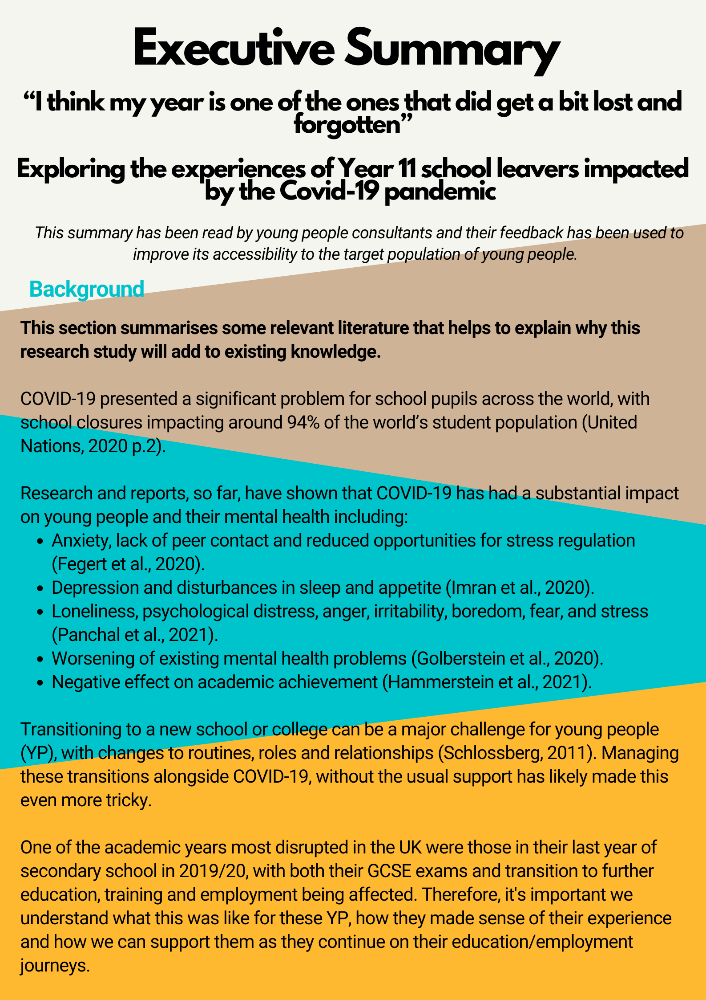 Executive Summary
“I think my year is one of the ones that did get a bit lost and
forgotten”
Exploring the experiences of Year 11 school leavers impacted
by the Covid-19 pandemic
This summary has been read by young people consultants and their feedback has been used to
improve its accessibility to the target population of young people.
Background
This section summarises some relevant literature that helps to explain why this
research study will add to existing knowledge.
COVID-19 presented a significant problem for school pupils across the world, with
school closures impacting around 94% of the world’s student population (United
Nations, 2020 p.2).
Research and reports, so far, have shown that COVID-19 has had a substantial impact
on young people and their mental health including:
• Anxiety, lack of peer contact and reduced opportunities for stress regulation
(Fegert et al., 2020).
• Depression and disturbances in sleep and appetite (Imran et al., 2020).
• Loneliness, psychological distress, anger, irritability, boredom, fear, and stress
(Panchal et al., 2021).
• Worsening of existing mental health problems (Golberstein et al., 2020).
• Negative effect on academic achievement (Hammerstein et al., 2021).
Transitioning to a new school or college can be a major challenge for young people
(YP), with changes to routines, roles and relationships (Schlossberg, 2011). Managing
these transitions alongside COVID-19, without the usual support has likely made this
even more tricky.
One of the academic years most disrupted in the UK were those in their last year of
secondary school in 2019/20, with both their GCSE exams and transition to further
education, training and employment being affected. Therefore, it's important we
understand what this was like for these YP, how they made sense of their experience
and how we can support them as they continue on their education/employment
journeys.